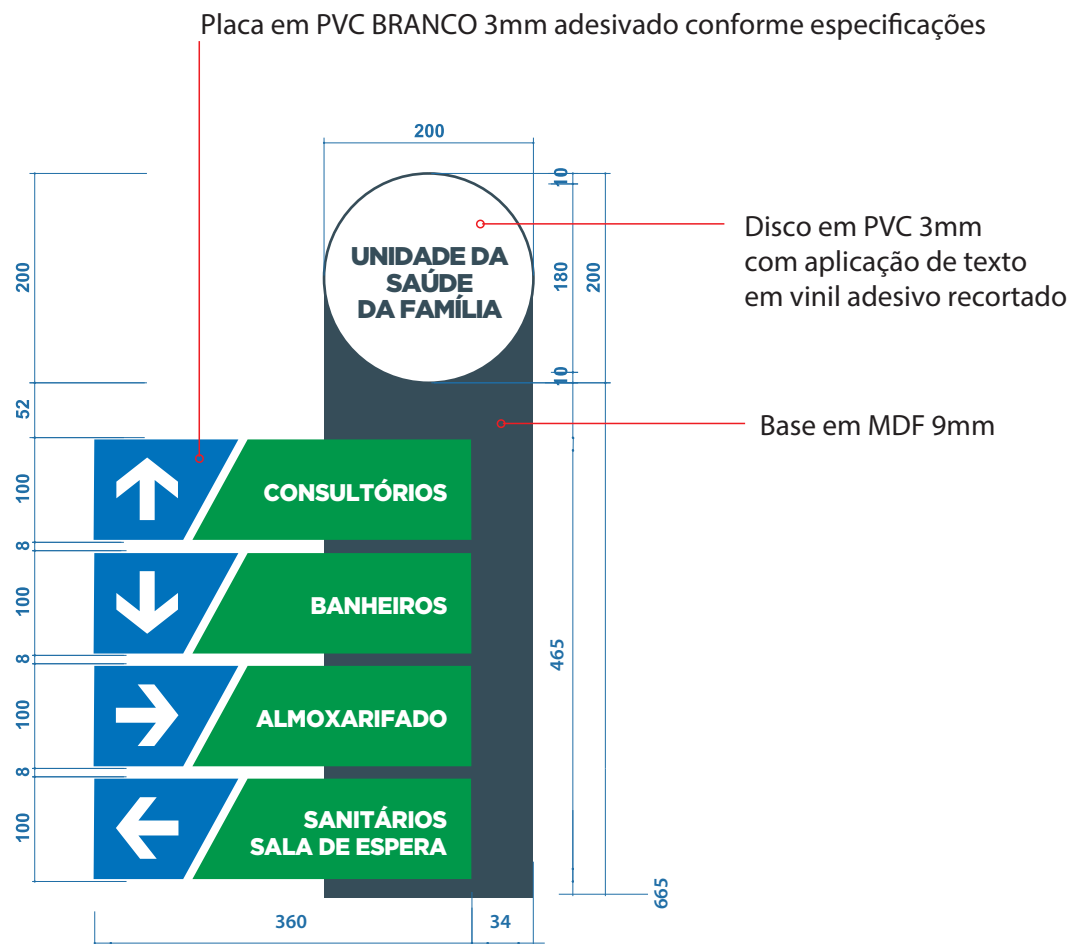 Placa em PVC BRANCO 3mm adesivado conforme especificações
200
10
200
180
200
UNIDADE DA
SAÚDE
DA FAMÍLIA
Disco em PVC 3mm
com aplicação de texto
em vinil adesivo recortado
10
52
Base em MDF 9mm
100
CONSULTÓRIOS
8
100
BANHEIROS
465
8
100
ALMOXARIFADO
8
100
SANITÁRIOS
SALA DE ESPERA
665
360
34